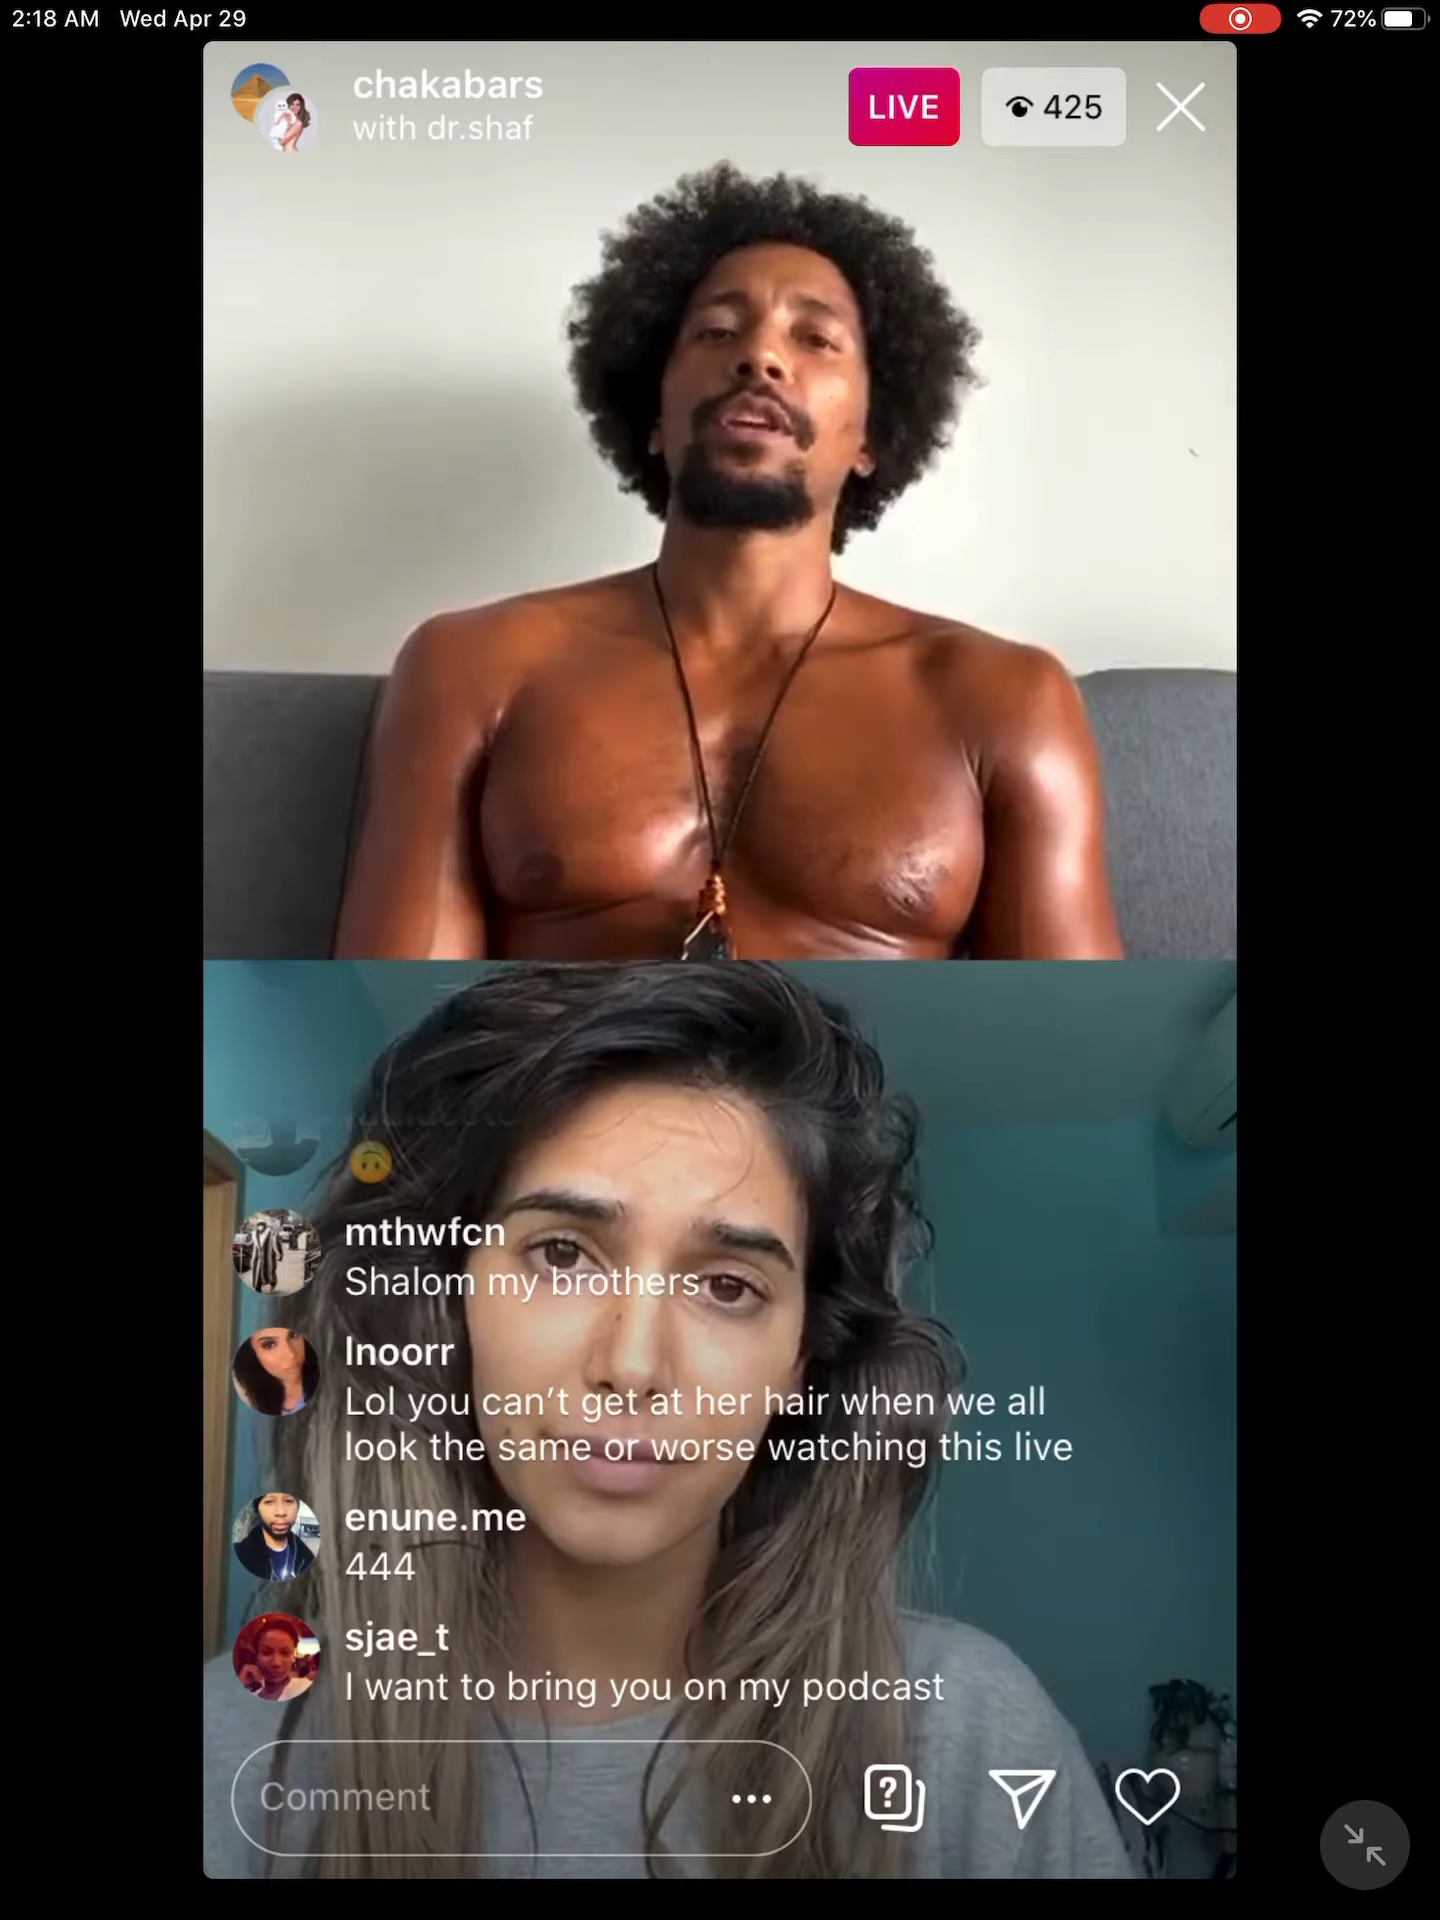 2:18 AM Wed Apr 29
72%
chakabars
with dr.shaf
LIVE
425
mthwfcn
Shalom my brothers
lnoorr
Lol you can't get at her hair when we all
look the same or worse watching this live
enune.me
444
sjae_t
I want to bring you on my podcast
Comment